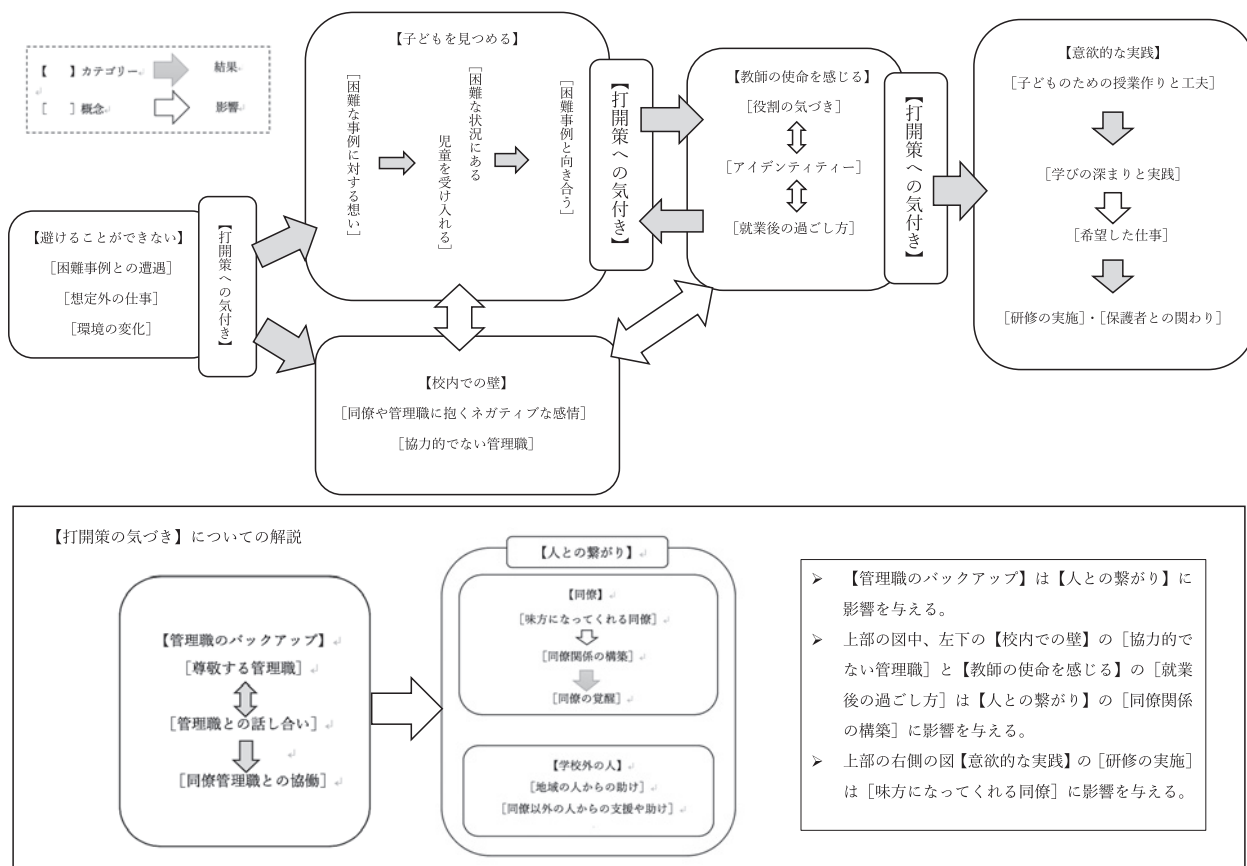 【　　】カテゴリー
結果
［　　］概念
影響
【避けることができない】
［困難事例との遭遇］
［想定外の仕事］
［環境の変化］
【打開策への気付き】
【子どもを見つめる】
［困難な事例に対する想い］
［困難な状況にある
児童を受け入れる］
［困難事例と向き合う］
【打開策への気付き】
【校内での壁】
［同僚や管理職に抱くネガティブな感情］
［協力的でない管理職］
【教師の使命を感じる】
［役割の気づき］
［アイデンティティー］
［就業後の過ごし方］
【打開策への気付き】
【意欲的な実践】
［子どものための授業作りと工夫］
［学びの深まりと実践］
［希望した仕事］
［研修の実施］・［保護者との関わり］
【打開策の気づき】についての解説
【管理職のバックアップ】
［尊敬する管理職］
［管理職との話し合い］
［同僚管理職との協働］
【人との繋がり】
【同僚】
［味方になってくれる同僚］
［同僚関係の構築］
［同僚の覚醒］
【学校外の人】
［地域の人からの助け］
［同僚以外の人からの支援や助け］
➢　【管理職のバックアップ】は【人との繋がり】に
影響を与える。
➢　上部の図中、左下の【校内での壁】の［協力的で
ない管理職］と【教師の使命を感じる】の［就業
後の過ごし方］は【人との繋がり】の［同僚関係
の構築］に影響を与える。
➢　上部の右側の図【意欲的な実践】の［研修の実施］
は［味方になってくれる同僚］に影響を与える。